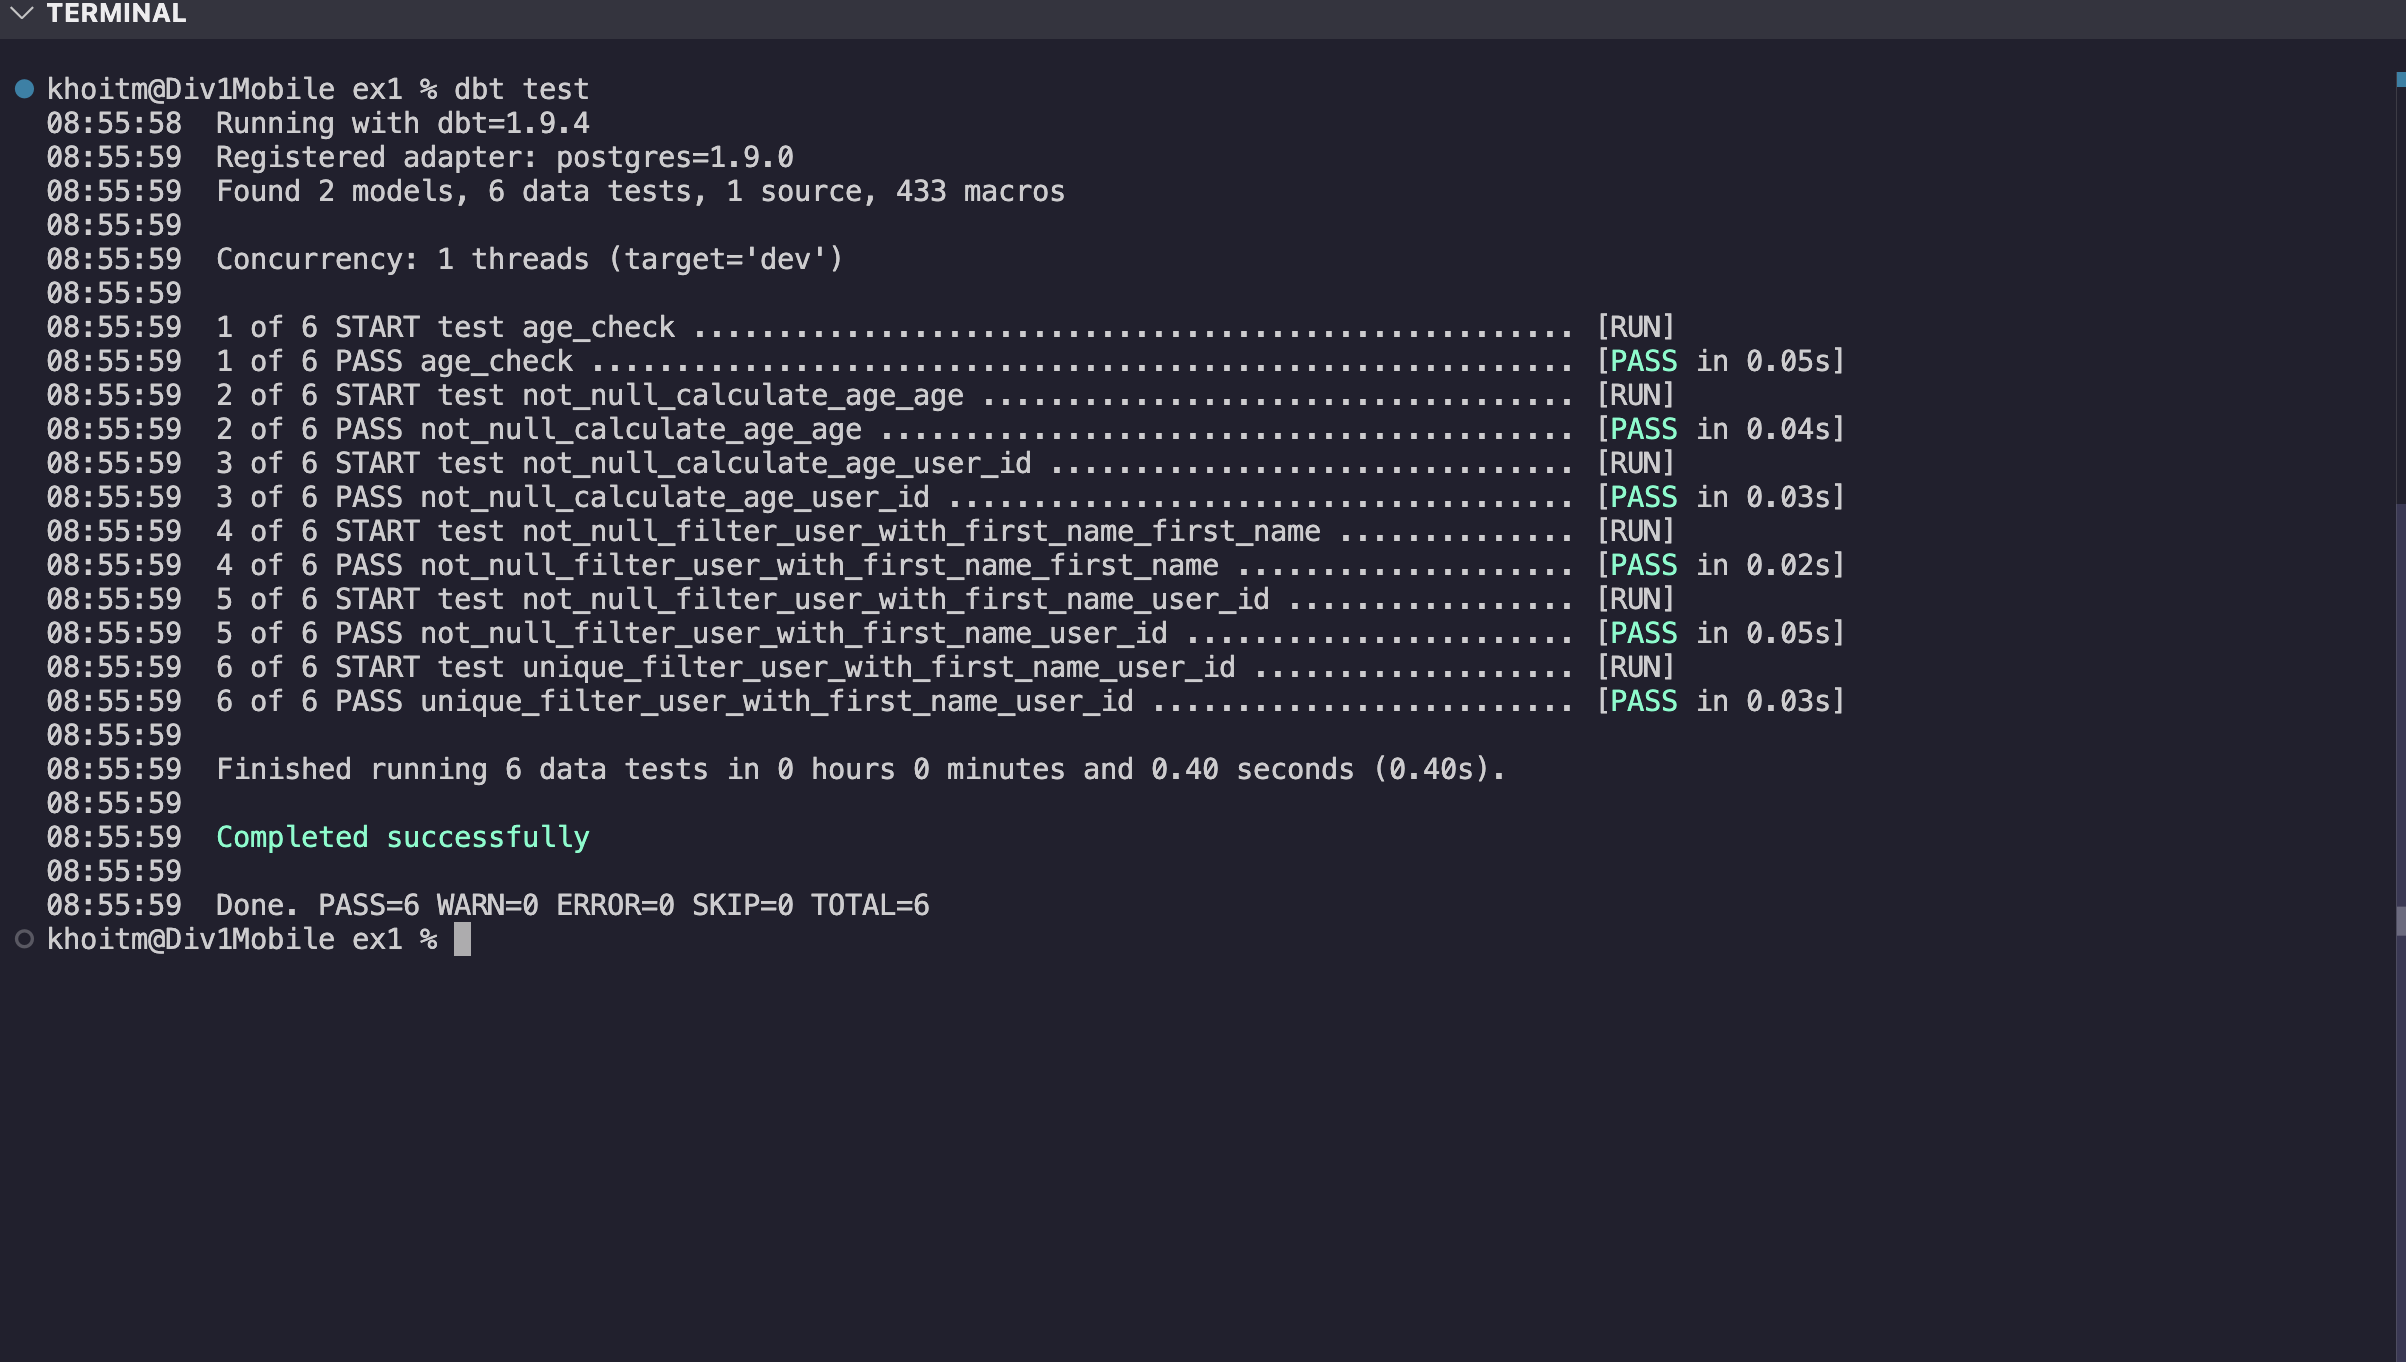 TERMINAL
khoitm@Div1Mobile ex1 % dbt test
08:55:58  Running with dbt=1.9.4
08:55:59  Registered adapter: postgres=1.9.0
08:55:59  Found 2 models, 6 data tests, 1 source, 433 macros
08:55:59
08:55:59  Concurrency: 1 threads (target='dev')
08:55:59
08:55:59  1 of 6 START test age_check .................................................... [RUN]
08:55:59  1 of 6 PASS age_check .......................................................... [PASS in 0.05s]
08:55:59  2 of 6 START test not_null_calculate_age_age ................................... [RUN]
08:55:59  2 of 6 PASS not_null_calculate_age_age ......................................... [PASS in 0.04s]
08:55:59  3 of 6 START test not_null_calculate_age_user_id ............................... [RUN]
08:55:59  3 of 6 PASS not_null_calculate_age_user_id ..................................... [PASS in 0.03s]
08:55:59  4 of 6 START test not_null_filter_user_with_first_name_first_name .............. [RUN]
08:55:59  4 of 6 PASS not_null_filter_user_with_first_name_first_name .................... [PASS in 0.02s]
08:55:59  5 of 6 START test not_null_filter_user_with_first_name_user_id ................. [RUN]
08:55:59  5 of 6 PASS not_null_filter_user_with_first_name_user_id ....................... [PASS in 0.05s]
08:55:59  6 of 6 START test unique_filter_user_with_first_name_user_id ................... [RUN]
08:55:59  6 of 6 PASS unique_filter_user_with_first_name_user_id ......................... [PASS in 0.03s]
08:55:59
08:55:59  Finished running 6 data tests in 0 hours 0 minutes and 0.40 seconds (0.40s).
08:55:59
08:55:59  Completed successfully
08:55:59
08:55:59  Done. PASS=6 WARN=0 ERROR=0 SKIP=0 TOTAL=6
khoitm@Div1Mobile ex1 %